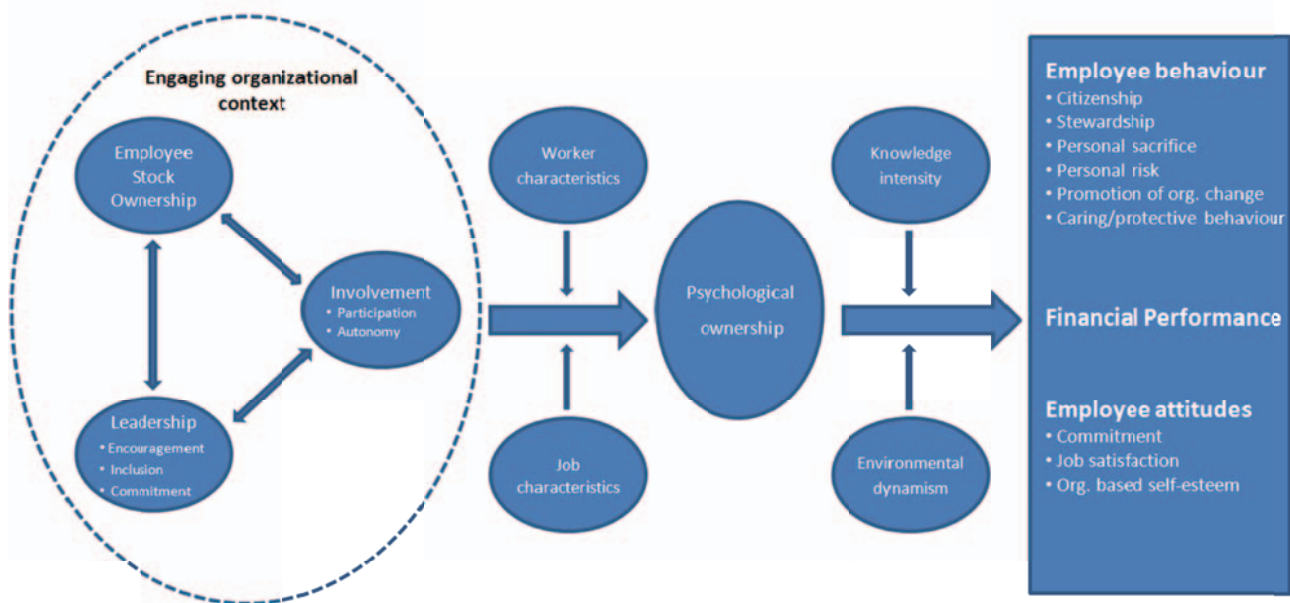 Engaging organizational
context
Employee
Stock
Ownership
Involvement
• Participation
• Autonomy
Leadership
• Encouragement
• Inclusion
• Commitment
Worker
characteristics
Job
characteristics
Psychological
ownership
Knowledge
intensity
Environmental
dynamism
Employee behaviour
• Citizenship
• Stewardship
• Personal sacrifice
• Personal risk
• Promotion of org. change
• Caring/protective behaviour
Financial Performance
Employee attitudes
• Commitment
• Job satisfaction
• Org. based self-esteem